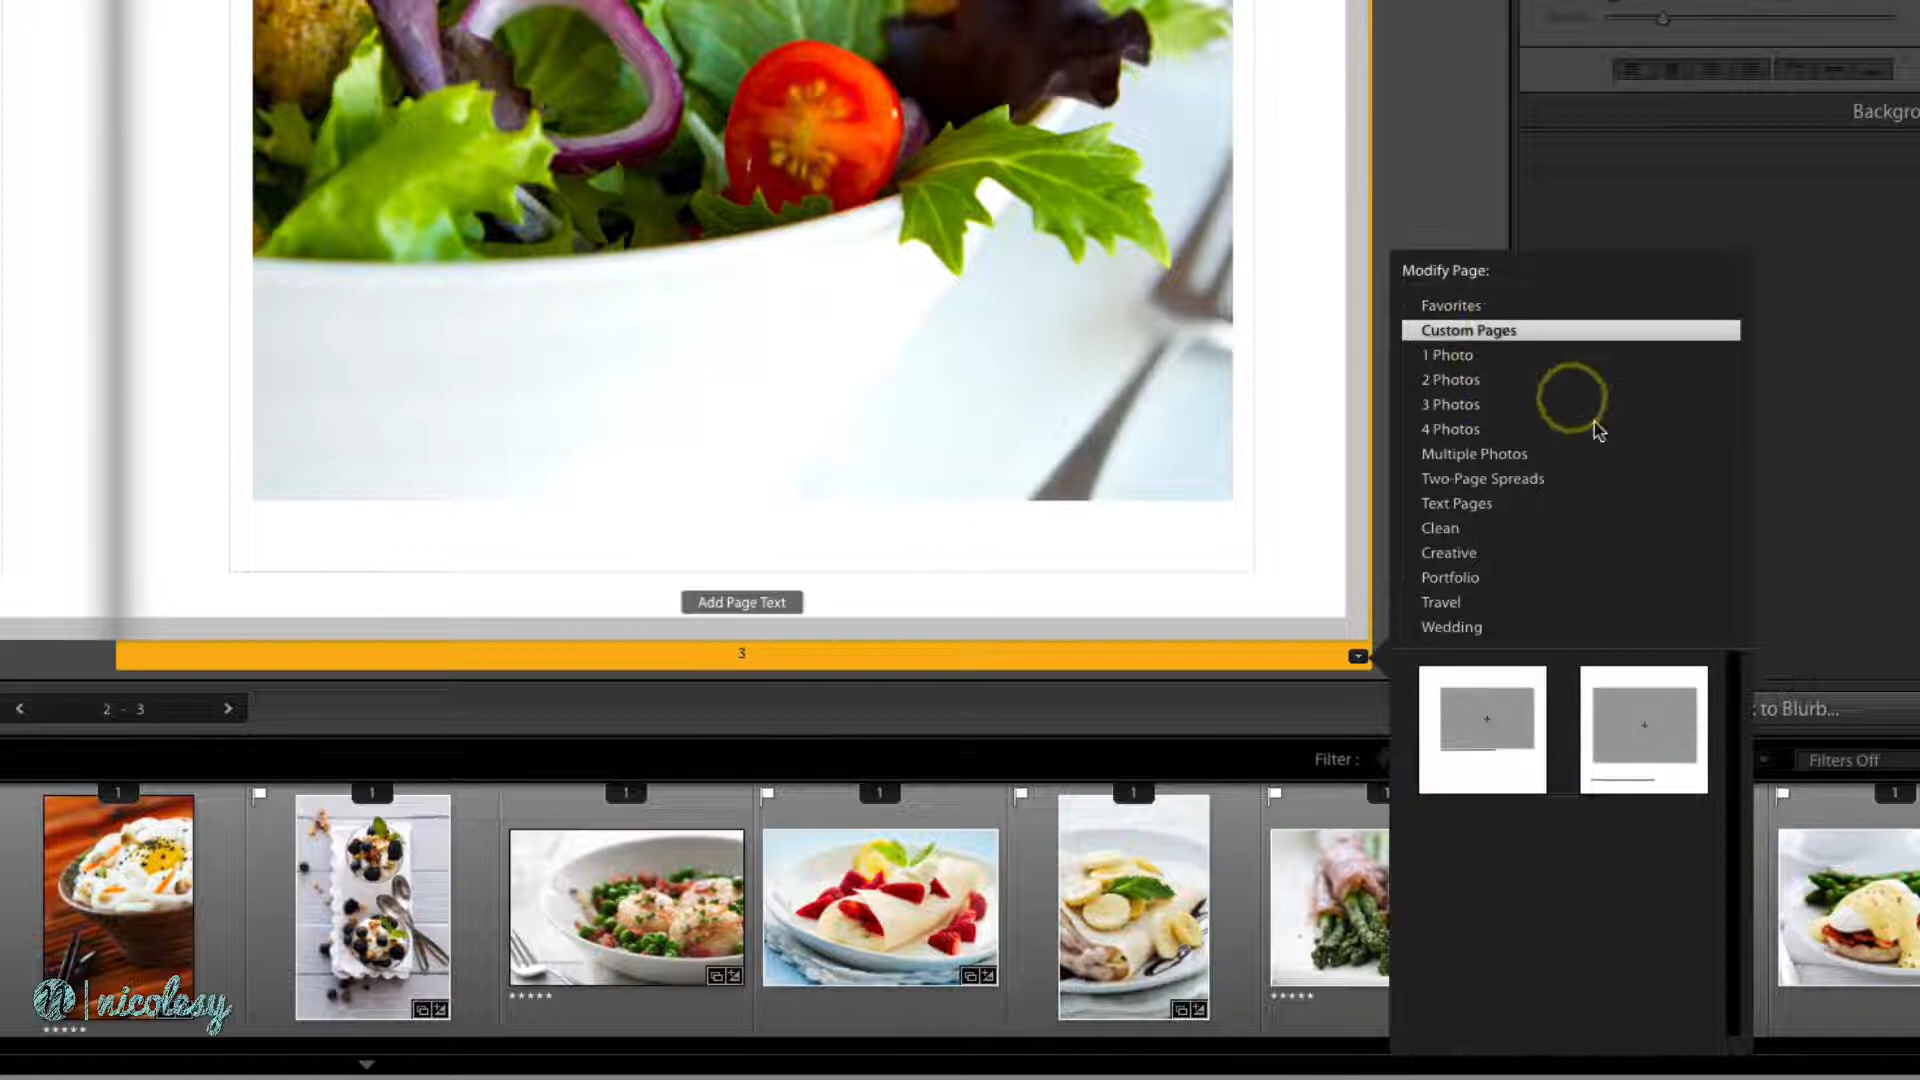 Backgro
Modify Page:
Favorites
Custom Pages
1 Photo
2 Photos
3 Photos
4 Photos
Multiple Photos
Two-Page Spreads
Text Pages
Clean
Creative
Portfolio
Travel
Wedding
Add Page Text
3
2 - 3
: to Blurb...
Filter :
Filters Off
1
1
1
1
1
1
1
nicolesy